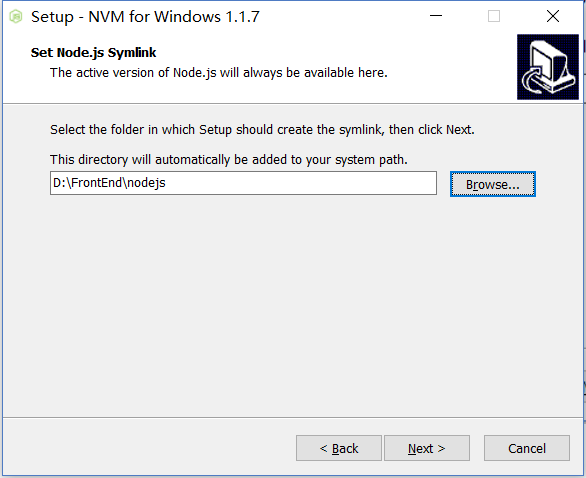 Setup - NVM for Windows 1.1.7
Set Node.js Symlink
The active version of Node.js will always be available here.
Select the folder in which Setup should create the symlink, then click Next.
This directory will automatically be added to your system path.
D:\FrontEnd\nodejs
Browse...
< Back
Next >
Cancel